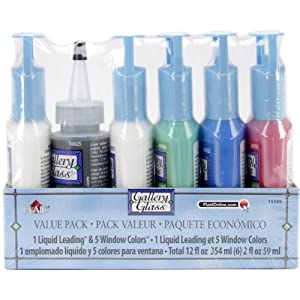 16025
Gallery
Glass
PLAID
Gallery
Glass
PlaidOnline.com
VALUE PACK • PACK VALEUR • PAQUETE ECONÓMICO
1 Liquid Leading & 5 Window Colors • 1 Liquid Leading et 5 Window Colors
1 emplomado líquido y 5 colores para ventana • Total 12 fl oz 354 ml (6) 2 fl oz 59 ml